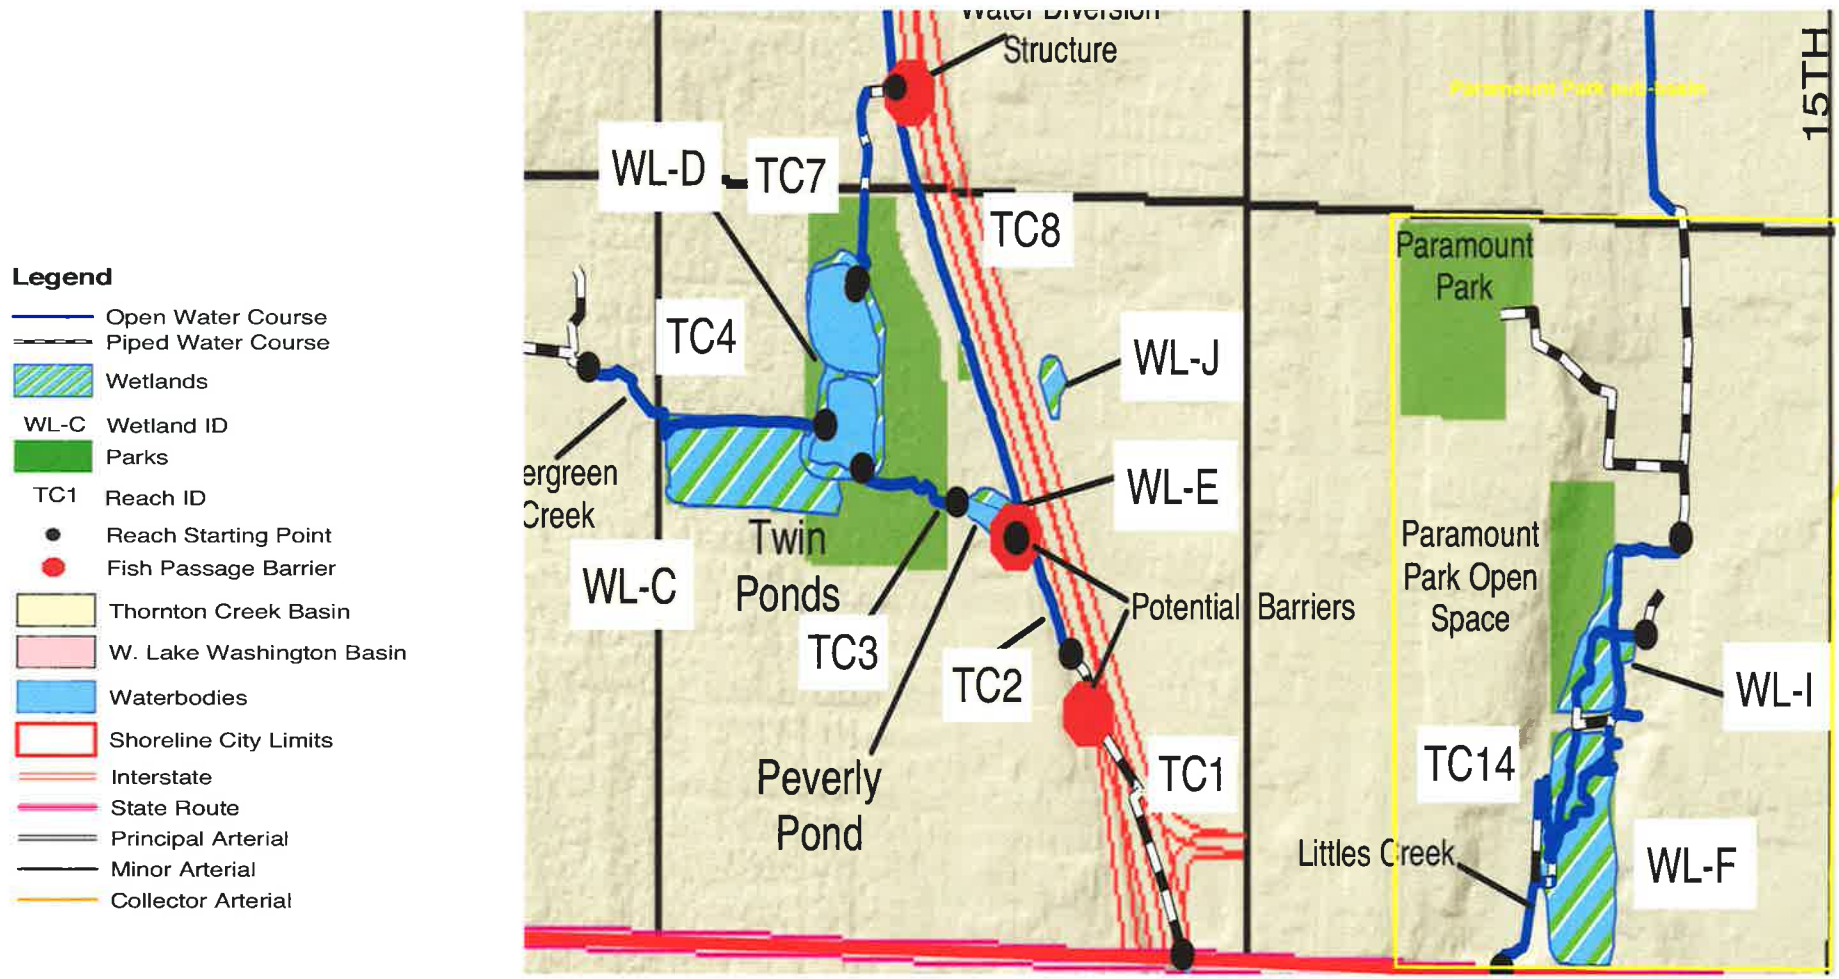 Legend
Open Water Course
Piped Water Course
Wetlands
WL-C Wetland ID
Parks
TC1 Reach ID
Reach Starting Point
Fish Passage Barrier
Thornton Creek Basin
W. Lake Washington Basin
Waterbodies
Shoreline City Limits
Interstate
State Route
Principal Arterial
Minor Arterial
Collector Arterial
Water Diversion
Structure
Paramount Park sub-basin
15TH
WL-D
TC7
TC8
Paramount
Park
TC4
WL-J
ergreen
Creek
WL-E
Twin
Ponds
WL-C
Paramount
Park Open
Space
Potential Barriers
TC3
TC2
WL-I
Peverly
Pond
TC1
TC14
Littles Creek
WL-F